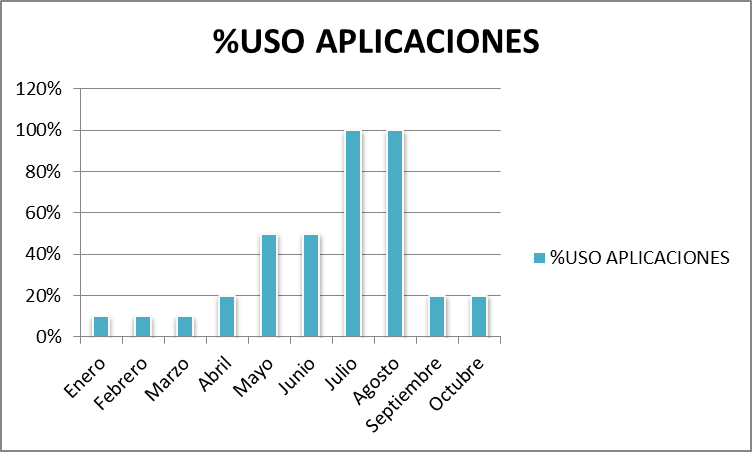 %USO APLICACIONES
120%
100%
80%
60%
40%
20%
0%
Enero
Febrero
Marzo
Abril
Mayo
Junio
Julio
Agosto
Septiembre
Octubre
%USO APLICACIONES